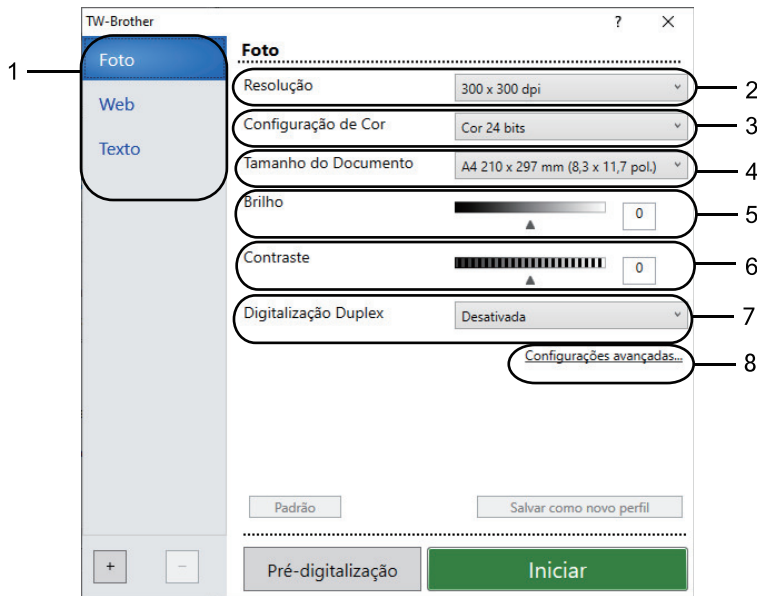 TW-Brother ? ×
1
Foto
Web
Texto
Foto
Resolução 300 x 300 dpi 2
Configuração de Cor Cor 24 bits 3
Tamanho do Documento A4 210 x 297 mm (8,3 x 11,7 pol.) 4
Brilho 0 5
Contraste 0 6
Digitalização Duplex Desativada 7
Configurações avançadas... 8
Padrão Salvar como novo perfil
+ − Pré-digitalização Iniciar